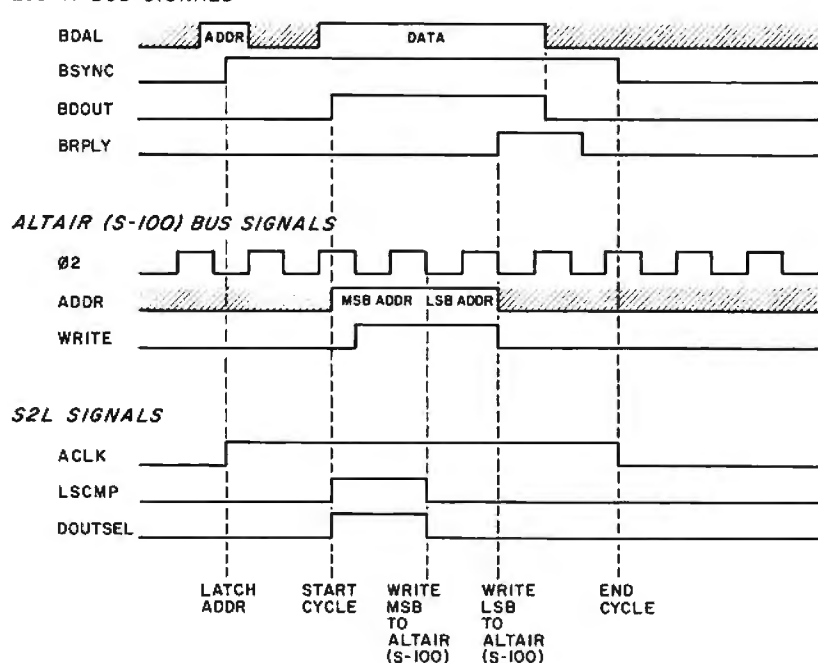 BUS SIGNALS
BDAL ADDR DATA
BSYNC
BDOUT
BRPLY
ALTAIR (S-100) BUS SIGNALS
Ø2
ADDR MSB ADDR LSB ADDR
WRITE
S2L SIGNALS
ACLK
LSCMP
DOUTSEL
LATCH ADDR
START CYCLE
WRITE MSB TO ALTAIR (S-100)
WRITE LSB TO ALTAIR (S-100)
END CYCLE